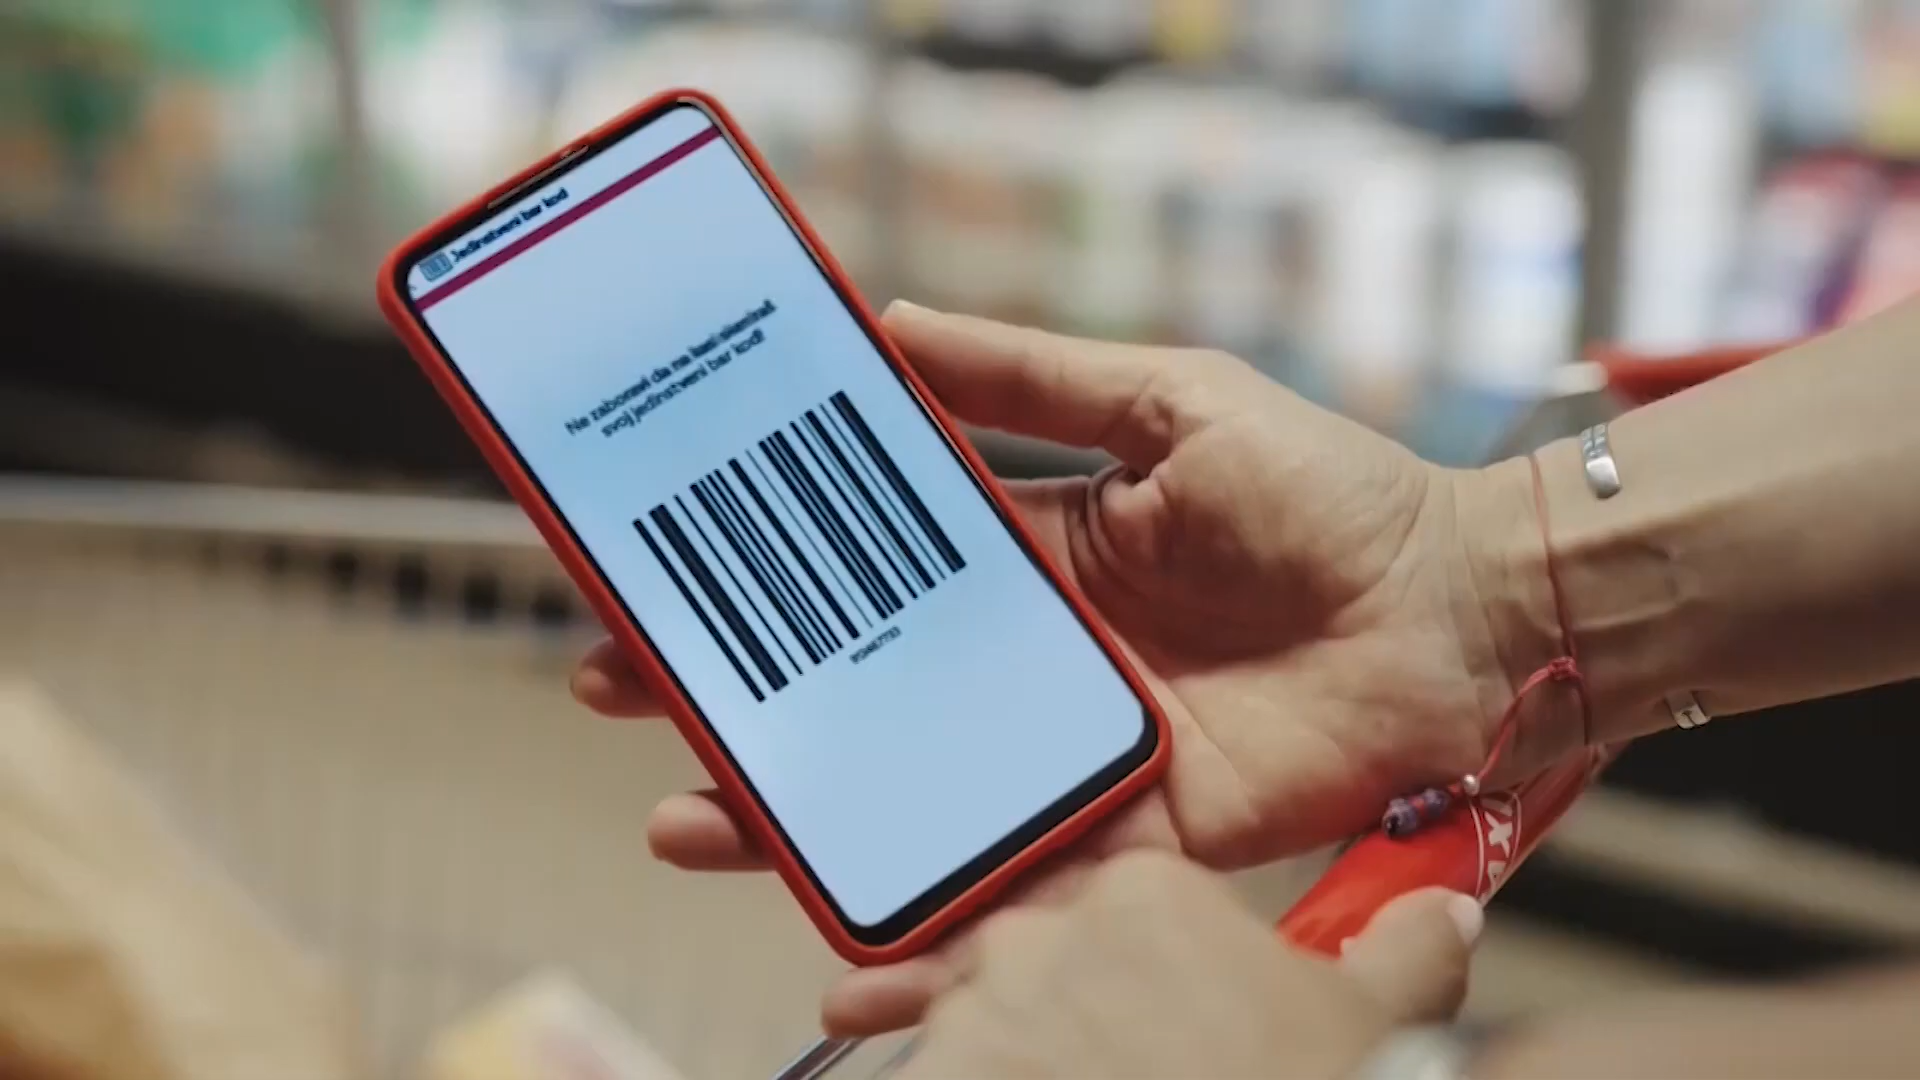 Jedinstveni bar kod
Ne zaboravi da na kasi skeniraš
svoj jedinstveni bar kod!